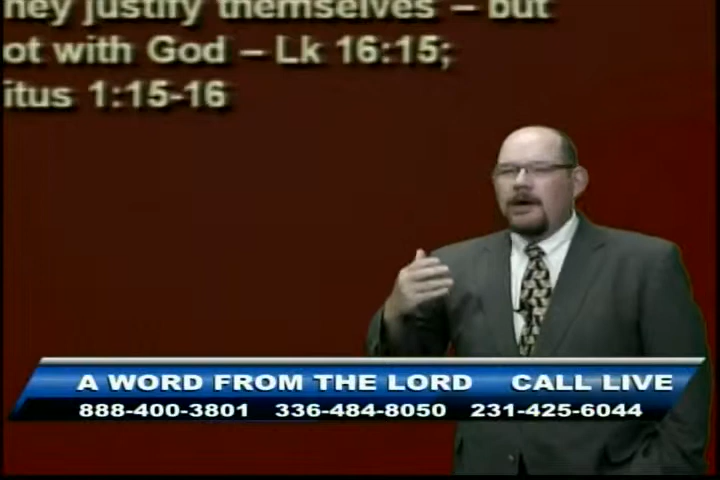 hey justify themselves – but
ot with God – Lk 16:15;
itus 1:15-16
A WORD FROM THE LORD CALL LIVE
888-400-3801 336-484-8050 231-425-6044